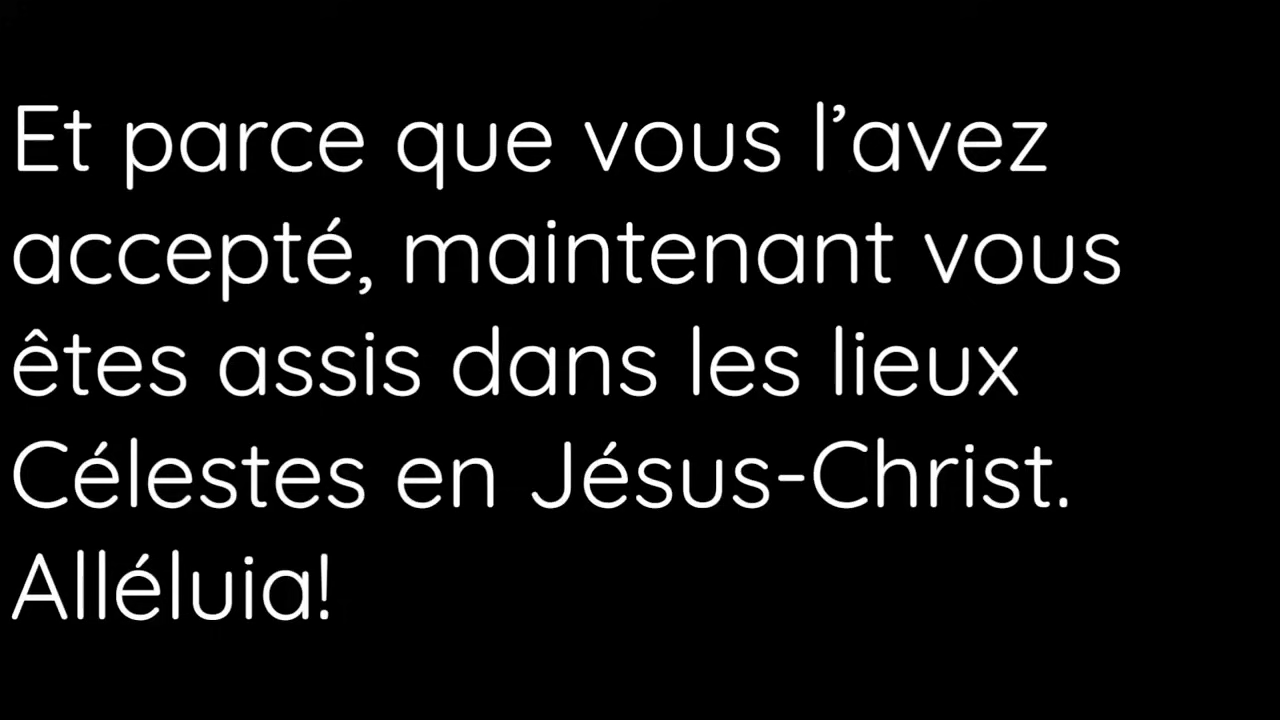 Et parce que vous l’avez
accepté, maintenant vous
êtes assis dans les lieux
Célestes en Jésus-Christ.
Alléluia!